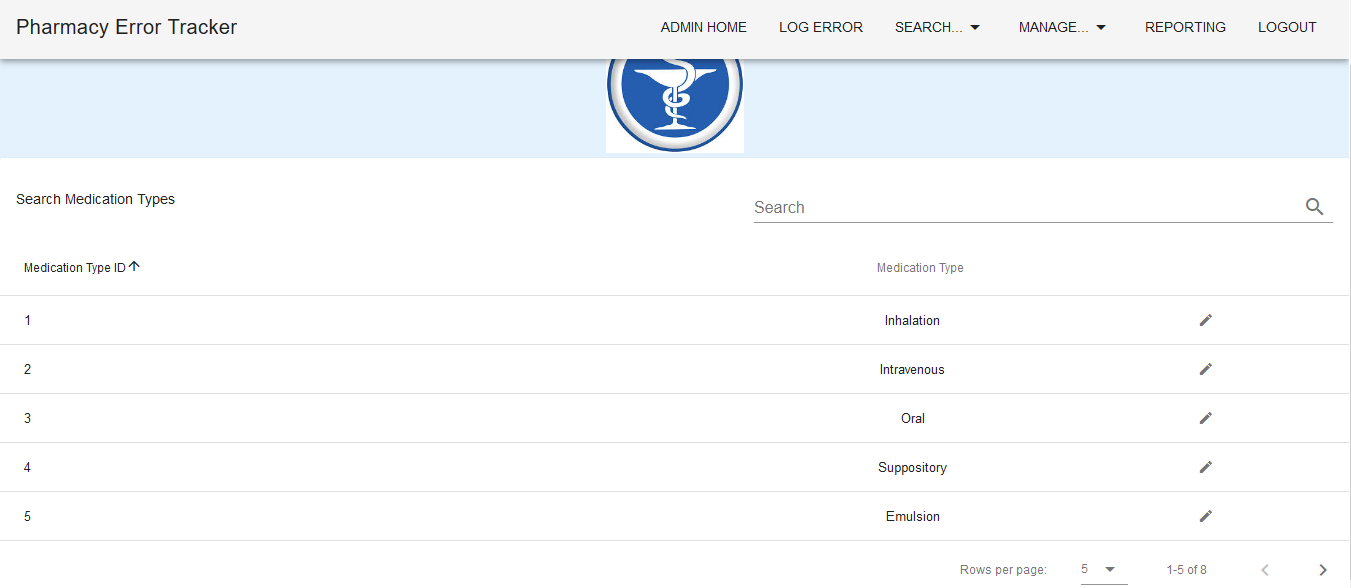 Pharmacy Error Tracker ADMIN HOME LOG ERROR SEARCH... MANAGE... REPORTING LOGOUT
Search Medication Types
Search
Medication Type ID Medication Type
1 Inhalation
2 Intravenous
3 Oral
4 Suppository
5 Emulsion
Rows per page: 5 1-5 of 8